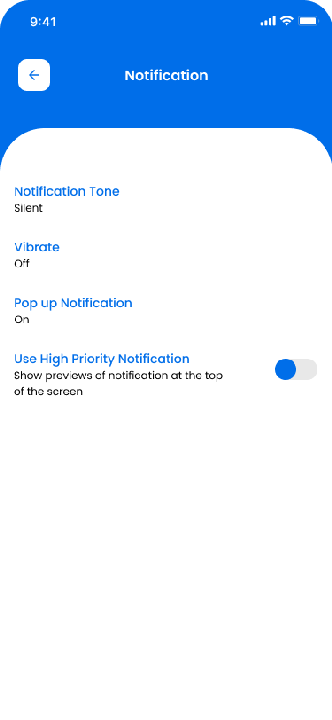 9:41
Notification
Notification Tone
Silent
Vibrate
Off
Pop up Notification
On
Use High Priority Notification
Show previews of notification at the top
of the screen